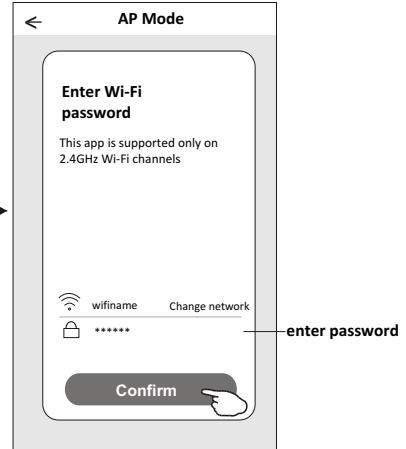 AP Mode
Enter Wi-Fi
password
This app is supported only on
2.4GHz Wi-Fi channels
wifiname Change network
******
enter password
Confirm